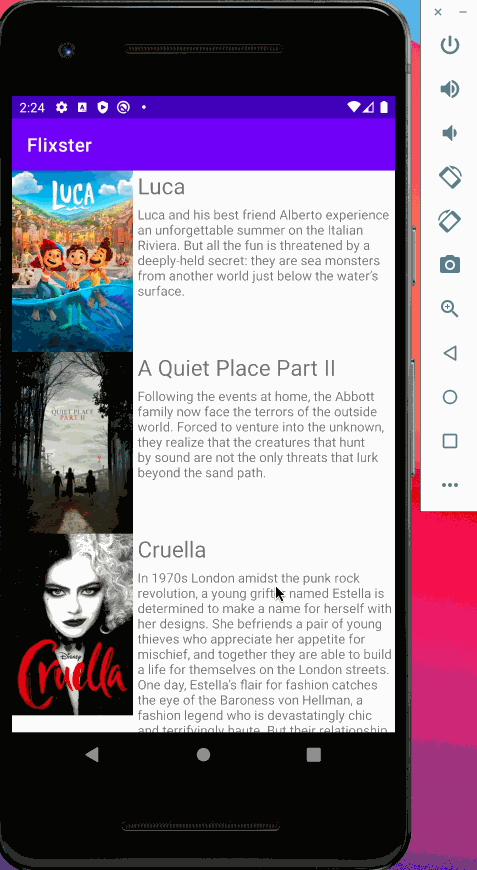 2:24
Flixster
LUCA
Luca
Luca and his best friend Alberto experience
an unforgettable summer on the Italian
Riviera. But all the fun is threatened by a
deeply-held secret: they are sea monsters
from another world just below the water's
surface.
A QUIET PLACE
PART II
A Quiet Place Part II
Following the events at home, the Abbott
family now face the terrors of the outside
world. Forced to venture into the unknown,
they realize that the creatures that hunt
by sound are not the only threats that lurk
beyond the sand path.
Disney
Cruella
Cruella
In 1970s London amidst the punk rock
revolution, a young grifter named Estella is
determined to make a name for herself with
her designs. She befriends a pair of young
thieves who appreciate her appetite for
mischief, and together they are able to build
a life for themselves on the London streets.
One day, Estella's flair for fashion catches
the eye of the Baroness von Hellman, a
fashion legend who is devastatingly chic
and terrifyingly haute. But their relationship